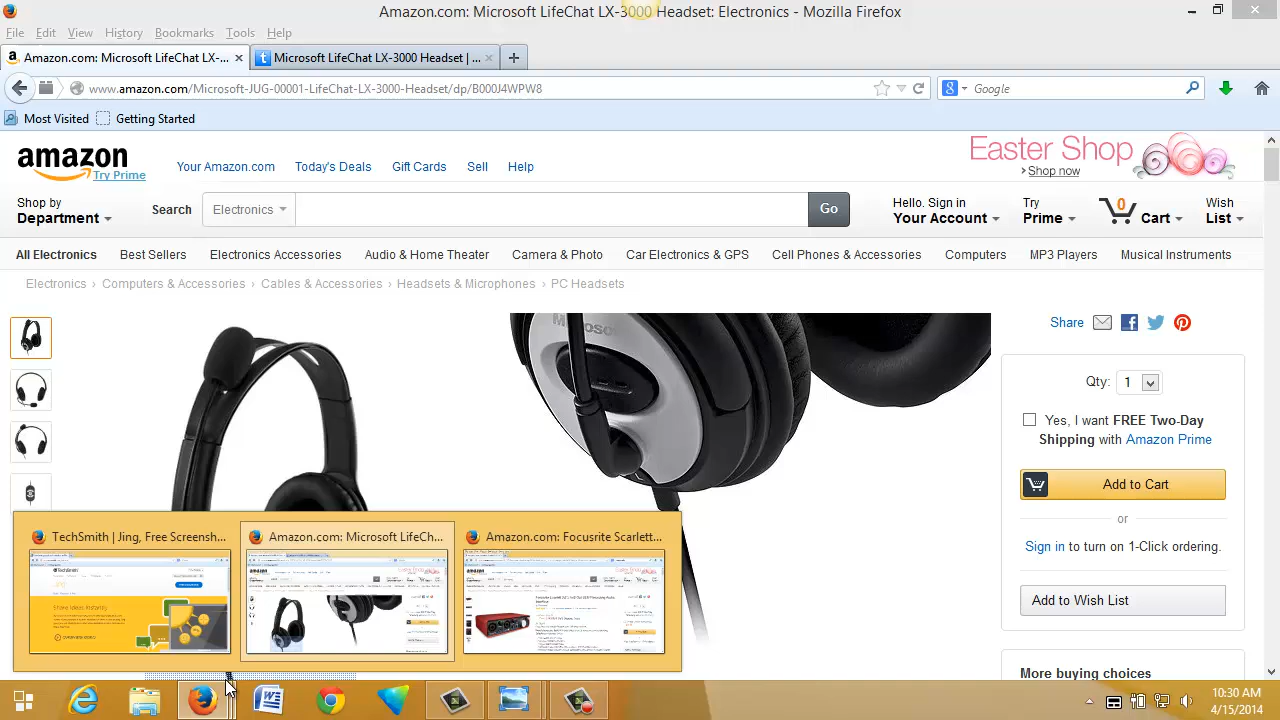 Amazon.com: Microsoft LifeChat LX-3000 Headset: Electronics - Mozilla Firefox
File Edit View History Bookmarks Tools Help
Amazon.com: Microsoft LifeChat LX-...
Microsoft LifeChat LX-3000 Headset | ...
www.amazon.com/Microsoft-JUG-00001-LifeChat-LX-3000-Headset/dp/B000J4WPW8
Google
Most Visited Getting Started
amazon
Try Prime
Your Amazon.com Today's Deals Gift Cards Sell Help
Easter Shop
Shop now
Shop by
Department
Search
Electronics
Go
Hello. Sign in
Your Account
Try
Prime
0
Cart
Wish
List
All Electronics Best Sellers Electronics Accessories Audio & Home Theater Camera & Photo Car Electronics & GPS Cell Phones & Accessories Computers MP3 Players Musical Instruments
Electronics › Computers & Accessories › Cables & Accessories › Headsets & Microphones › PC Headsets
Share
Qty: 1
Yes, I want FREE Two-Day
Shipping with Amazon Prime
Add to Cart
or
Sign in to turn on 1-Click ordering.
Add to Wish List
More buying choices
TechSmith | Jing, Free Screensh...
Amazon.com: Microsoft LifeCh...
Amazon.com: Focusrite Scarlett...
10:30 AM
4/15/2014